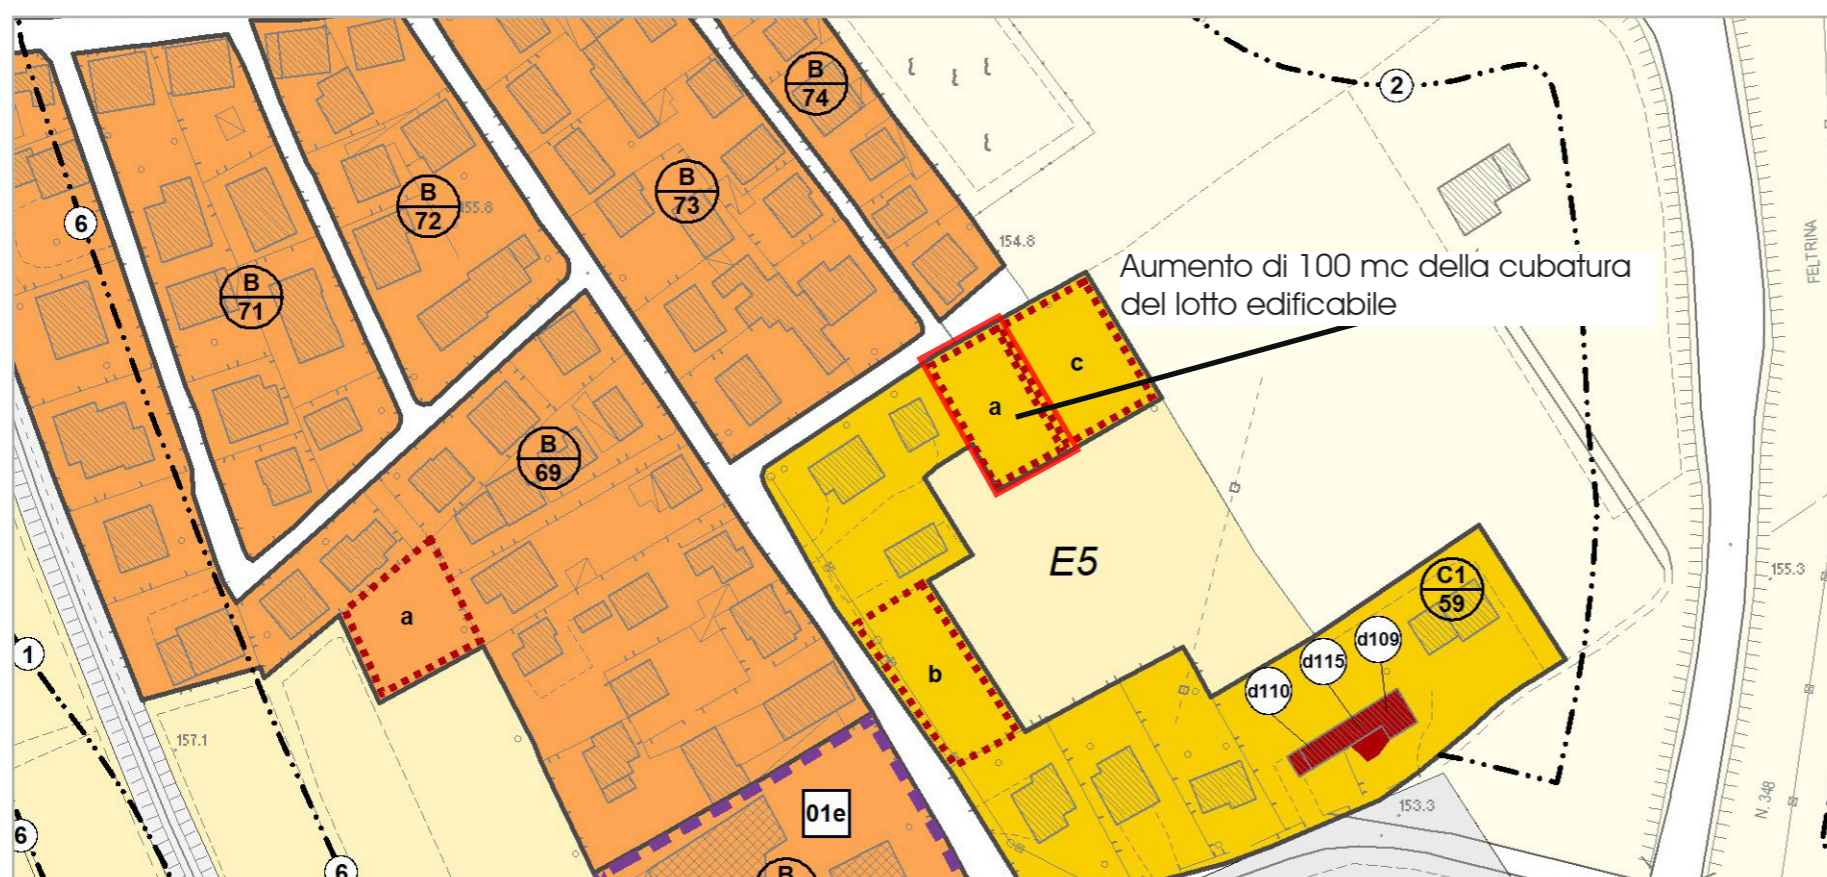 B
74
2
B
73
B
72
155.8
6
154.8
FELTRINA
Aumento di 100 mc della cubatura
del lotto edificabile
B
71
c
a
B
69
E5
155.3
C1
59
a
d109
d115
1
b
d110
157.1
153.3
N.348
01e
6
6
B